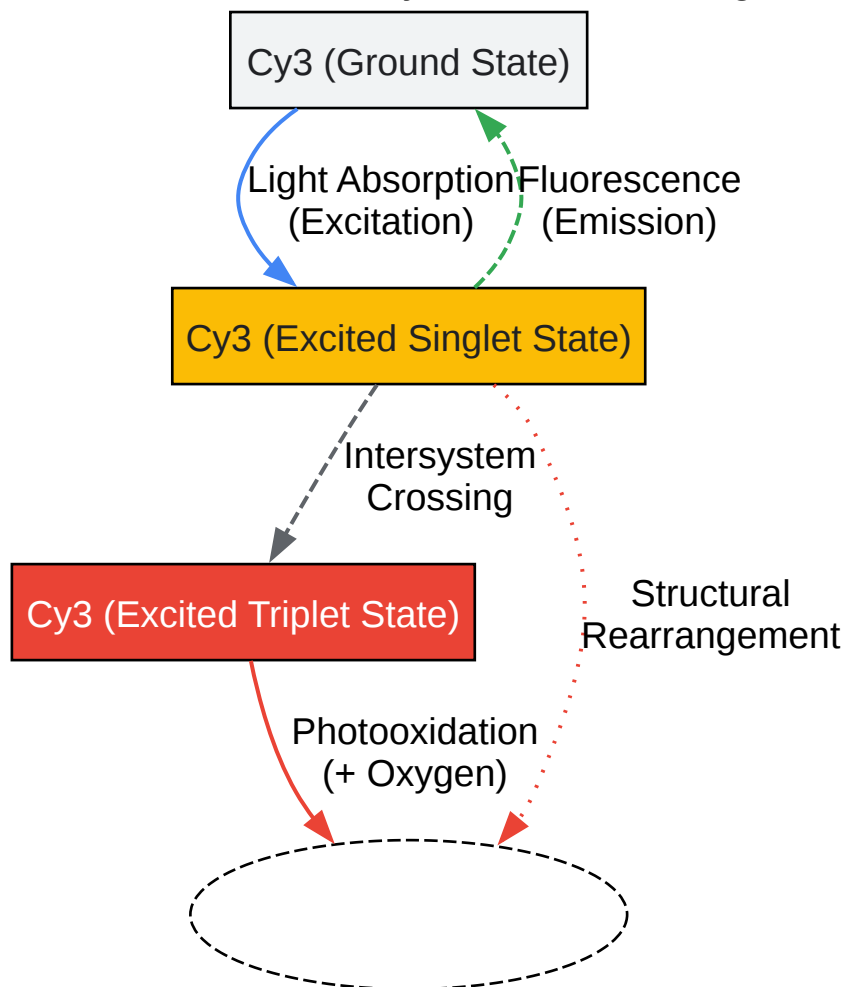 Cy3 (Ground State)
Light Absorption
(Excitation)
Fluorescence
(Emission)
Cy3 (Excited Singlet State)
Intersystem
Crossing
Cy3 (Excited Triplet State)
Structural
Rearrangement
Photooxidation
(+ Oxygen)